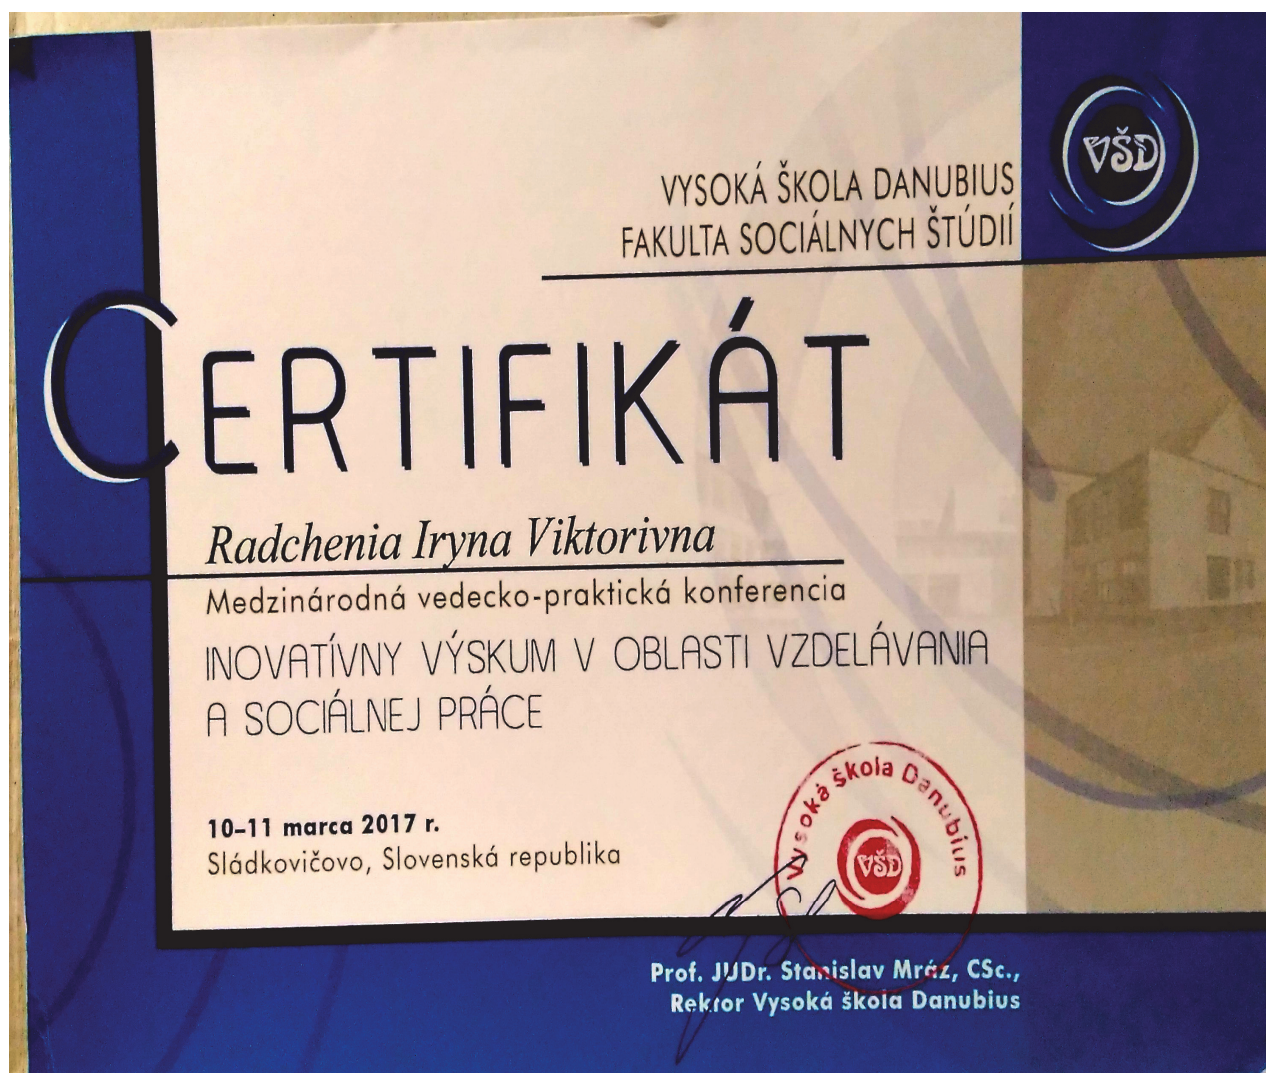 VŠD
VYSOKÁ ŠKOLA DANUBIUS
FAKULTA SOCIÁLNYCH ŠTÚDIÍ
CERTIFIKÁT
Radchenia Iryna Viktorivna
Medzinárodná vedecko-praktická konferencia
INOVATÍVNY VÝSKUM V OBLASTI VZDELÁVANIA
A SOCIÁLNEJ PRÁCE
10–11 marca 2017 r.
Sládkovičovo, Slovenská republika
Vysoká škola Danubius
VŠD
Prof. JUDr. Stanislav Mráz, CSc.,
Rektor Vysoká škola Danubius